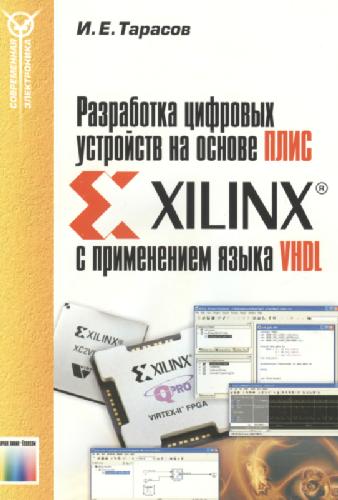 СОВРЕМЕННАЯ
ЭЛЕКТРОНИКА
И. Е. Тарасов
Разработка цифровых
устройств на основе ПЛИС
XILINX®
с применением языка VHDL
XILINX
XC2V
XILINX
QPRO
VIRTEX-II FPGA